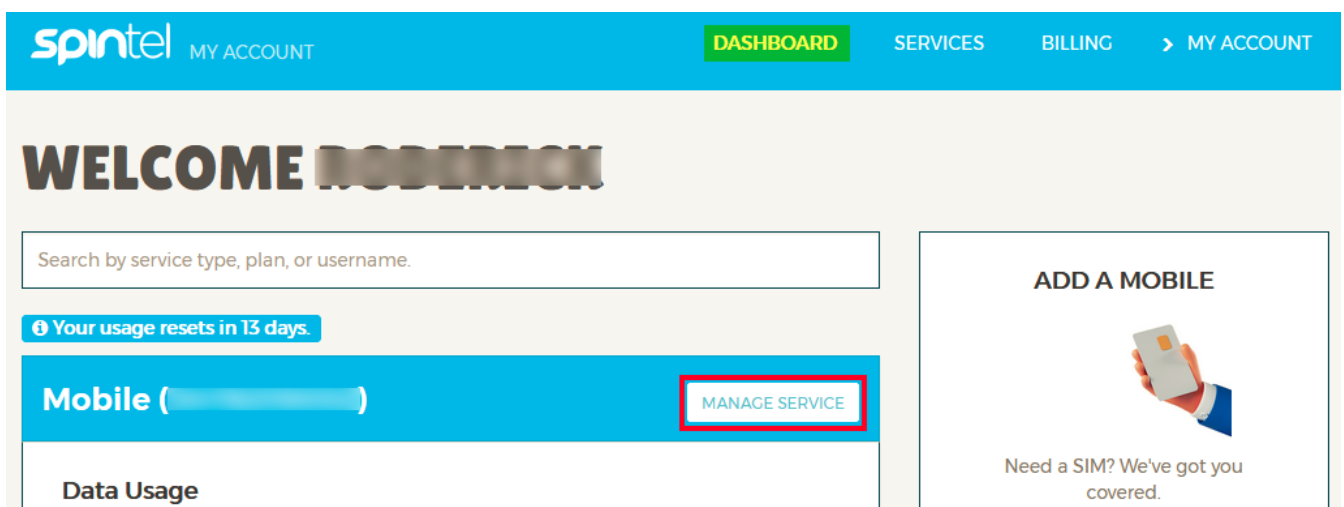 spintel MY ACCOUNT
DASHBOARD SERVICES BILLING > MY ACCOUNT
WELCOME
Search by service type, plan, or username.
Your usage resets in 13 days.
Mobile ( )
MANAGE SERVICE
Data Usage
ADD A MOBILE
Need a SIM? We've got you
covered.